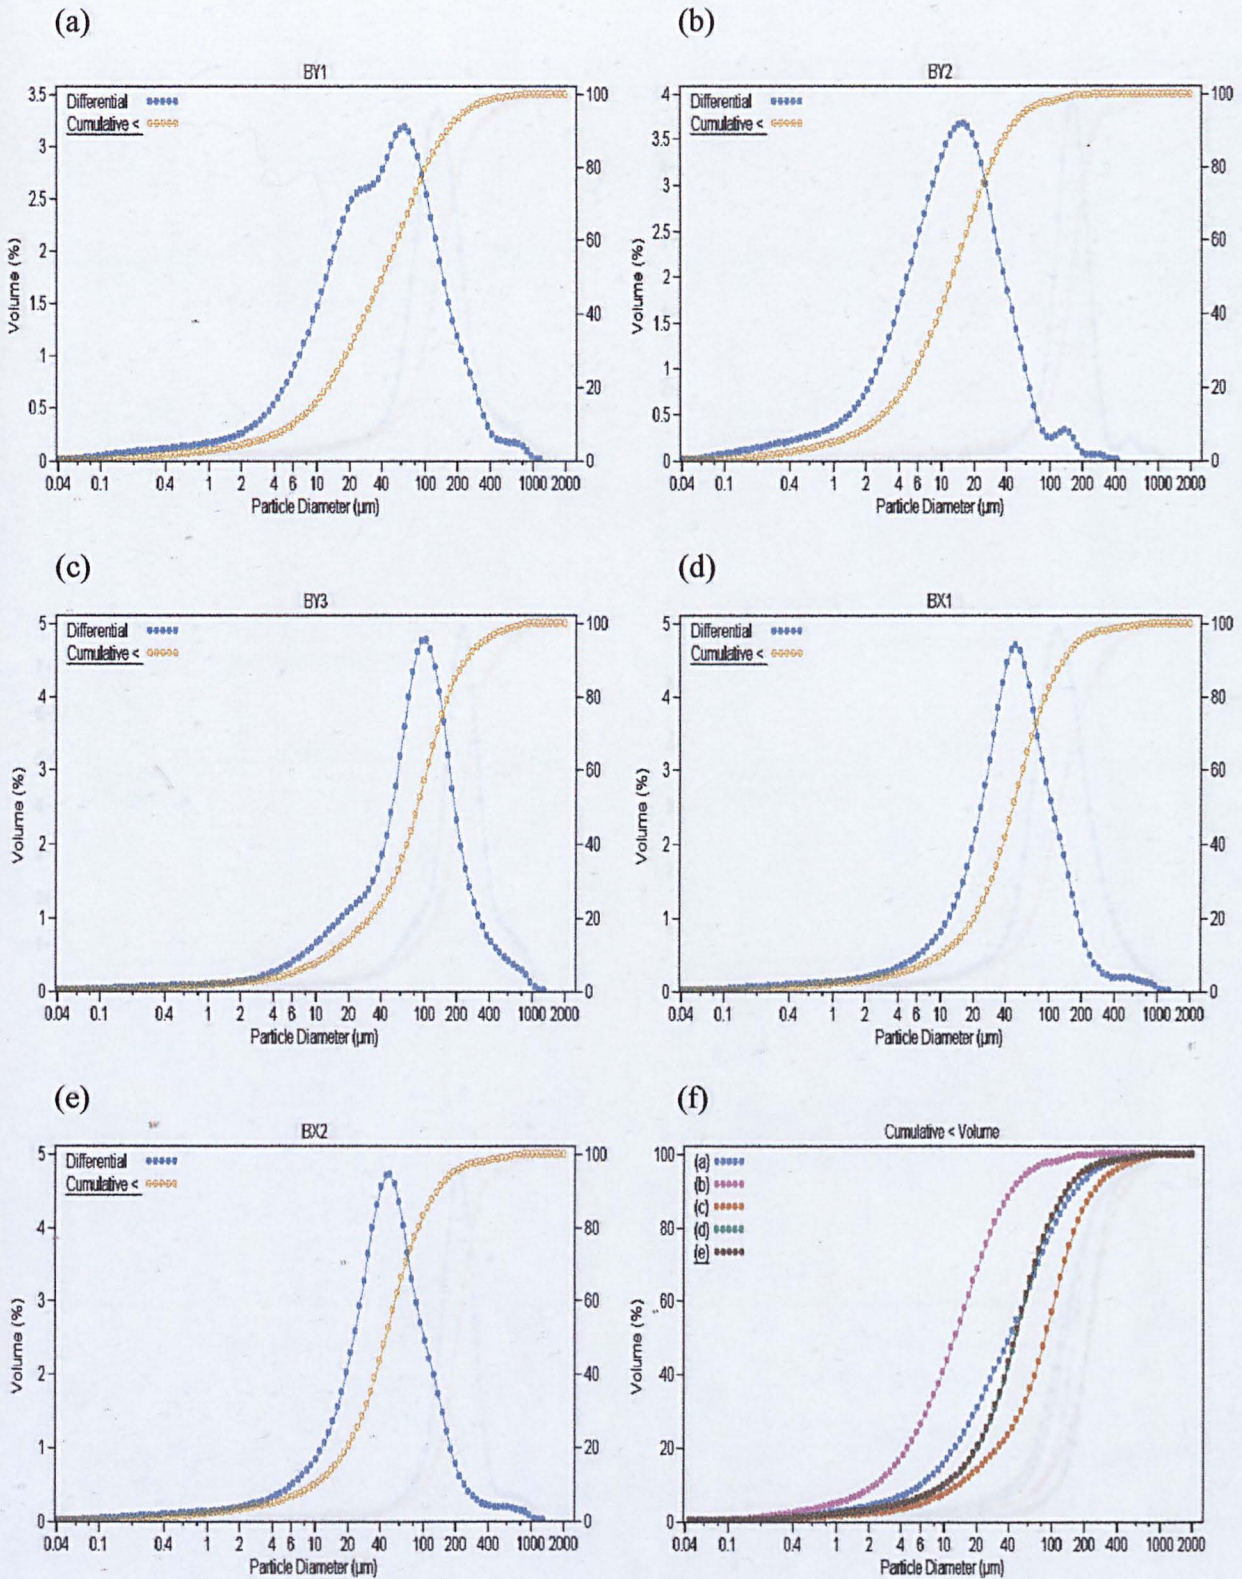 (a)
BY1
Differential
Cumulative <
3.5
3
2.5
2
1.5
1
0.5
0
100
80
60
40
20
0
Volume (%)
0.04 0.1 0.4 1 2 4 6 10 20 40 100 200 400 1000 2000
Particle Diameter (µm)
(b)
BY2
Differential
Cumulative <
4
3.5
3
2.5
2
1.5
1
0.5
0
100
80
60
40
20
0
Volume (%)
0.04 0.1 0.4 1 2 4 6 10 20 40 100 200 400 1000 2000
Particle Diameter (µm)
(c)
BY3
Differential
Cumulative <
5
4
3
2
1
0
100
80
60
40
20
0
Volume (%)
0.04 0.1 0.4 1 2 4 6 10 20 40 100 200 400 1000 2000
Particle Diameter (µm)
(d)
BX1
Differential
Cumulative <
5
4
3
2
1
0
100
80
60
40
20
0
Volume (%)
0.04 0.1 0.4 1 2 4 6 10 20 40 100 200 400 1000 2000
Particle Diameter (µm)
(e)
BX2
Differential
Cumulative <
5
4
3
2
1
0
100
80
60
40
20
0
Volume (%)
0.04 0.1 0.4 1 2 4 6 10 20 40 100 200 400 1000 2000
Particle Diameter (µm)
(f)
Cumulative < Volume
(a)
(b)
(c)
(d)
(e)
100
80
60
40
20
0
Volume (%)
0.04 0.1 0.4 1 2 4 6 10 20 40 100 200 400 1000 2000
Particle Diameter (µm)